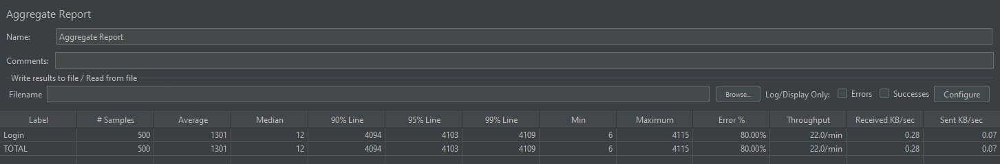 Aggregate Report
Name: Aggregate Report
Comments:
Write results to file / Read from file
Filename Browse... Log/Display Only: Errors Successes Configure
Label # Samples Average Median 90% Line 95% Line 99% Line Min Maximum Error % Throughput Received KB/sec Sent KB/sec
Login 500 1301 12 4094 4103 4109 6 4115 80.00% 22.0/min 0.28 0.07
TOTAL 500 1301 12 4094 4103 4109 6 4115 80.00% 22.0/min 0.28 0.07